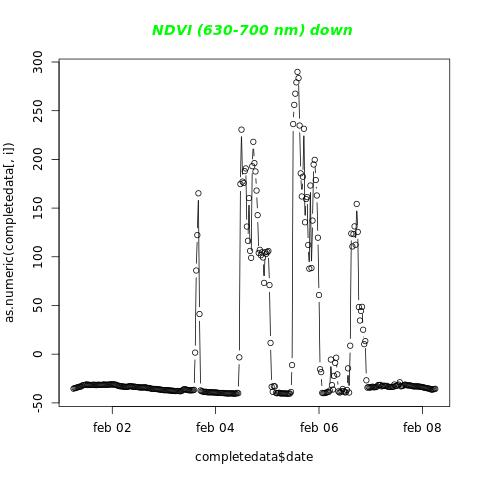 NDVI (630-700 nm) down
as.numeric(completedata[, i])
300
250
200
150
100
50
0
-50
feb 02 feb 04 feb 06 feb 08
completedata$date